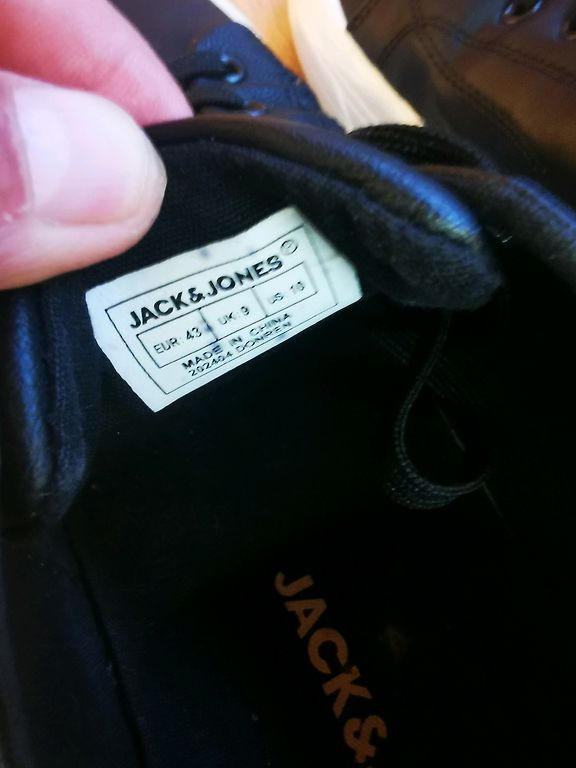 JACK&JONES®
EUR: 43 UK: 9 US: 10
MADE IN CHINA
202404 DONREN
JACK&